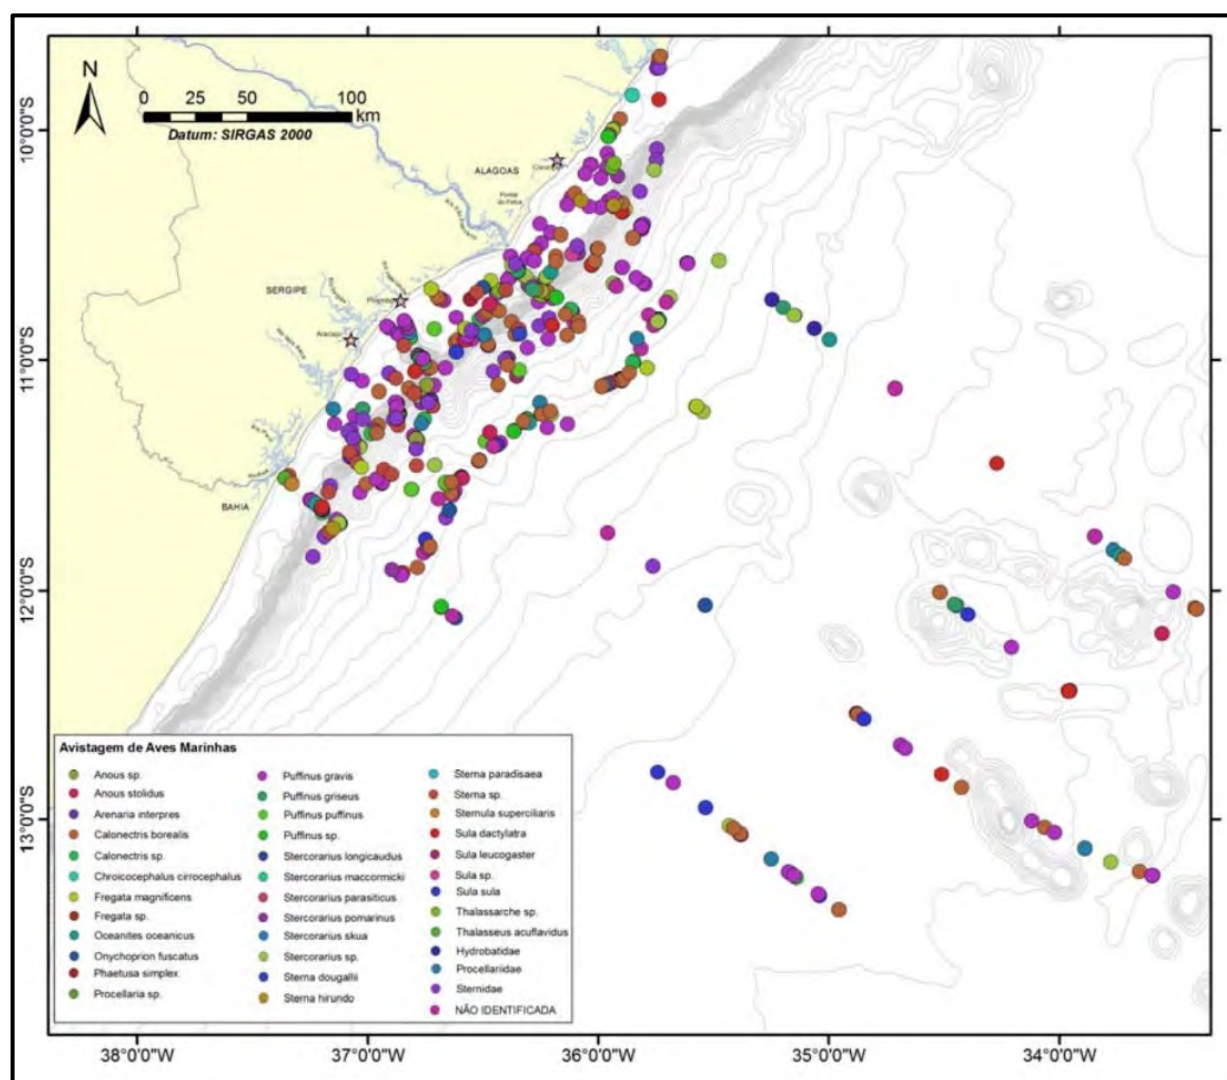 N
0 25 50 100
km
Datum: SIRGAS 2000
ALAGOAS
SERGIPE
BAHIA
10°0'0"S
11°0'0"S
12°0'0"S
13°0'0"S
38°0'0"W
37°0'0"W
36°0'0"W
35°0'0"W
34°0'0"W
Avistagem de Aves Marinhas
Anous sp.
Anous stolidus
Arenaria interpres
Calonectris borealis
Calonectris sp.
Chroicocephalus cirrocephalus
Fregata magnificens
Fregata sp.
Oceanites oceanicus
Onychoprion fuscatus
Phaetusa simplex
Procellaria sp.
Puffinus gravis
Puffinus griseus
Puffinus puffinus
Puffinus sp.
Stercorarius longicaudus
Stercorarius maccormicki
Stercorarius parasiticus
Stercorarius pomarinus
Stercorarius skua
Stercorarius sp.
Sterna dougallii
Sterna hirundo
Sterna paradisaea
Sterna sp.
Sternula superciliaris
Sula dactylatra
Sula leucogaster
Sula sp.
Sula sula
Thalassarche sp.
Thalasseus acuflavidus
Hydrobatidae
Procellariidae
Sternidae
NÃO IDENTIFICADA